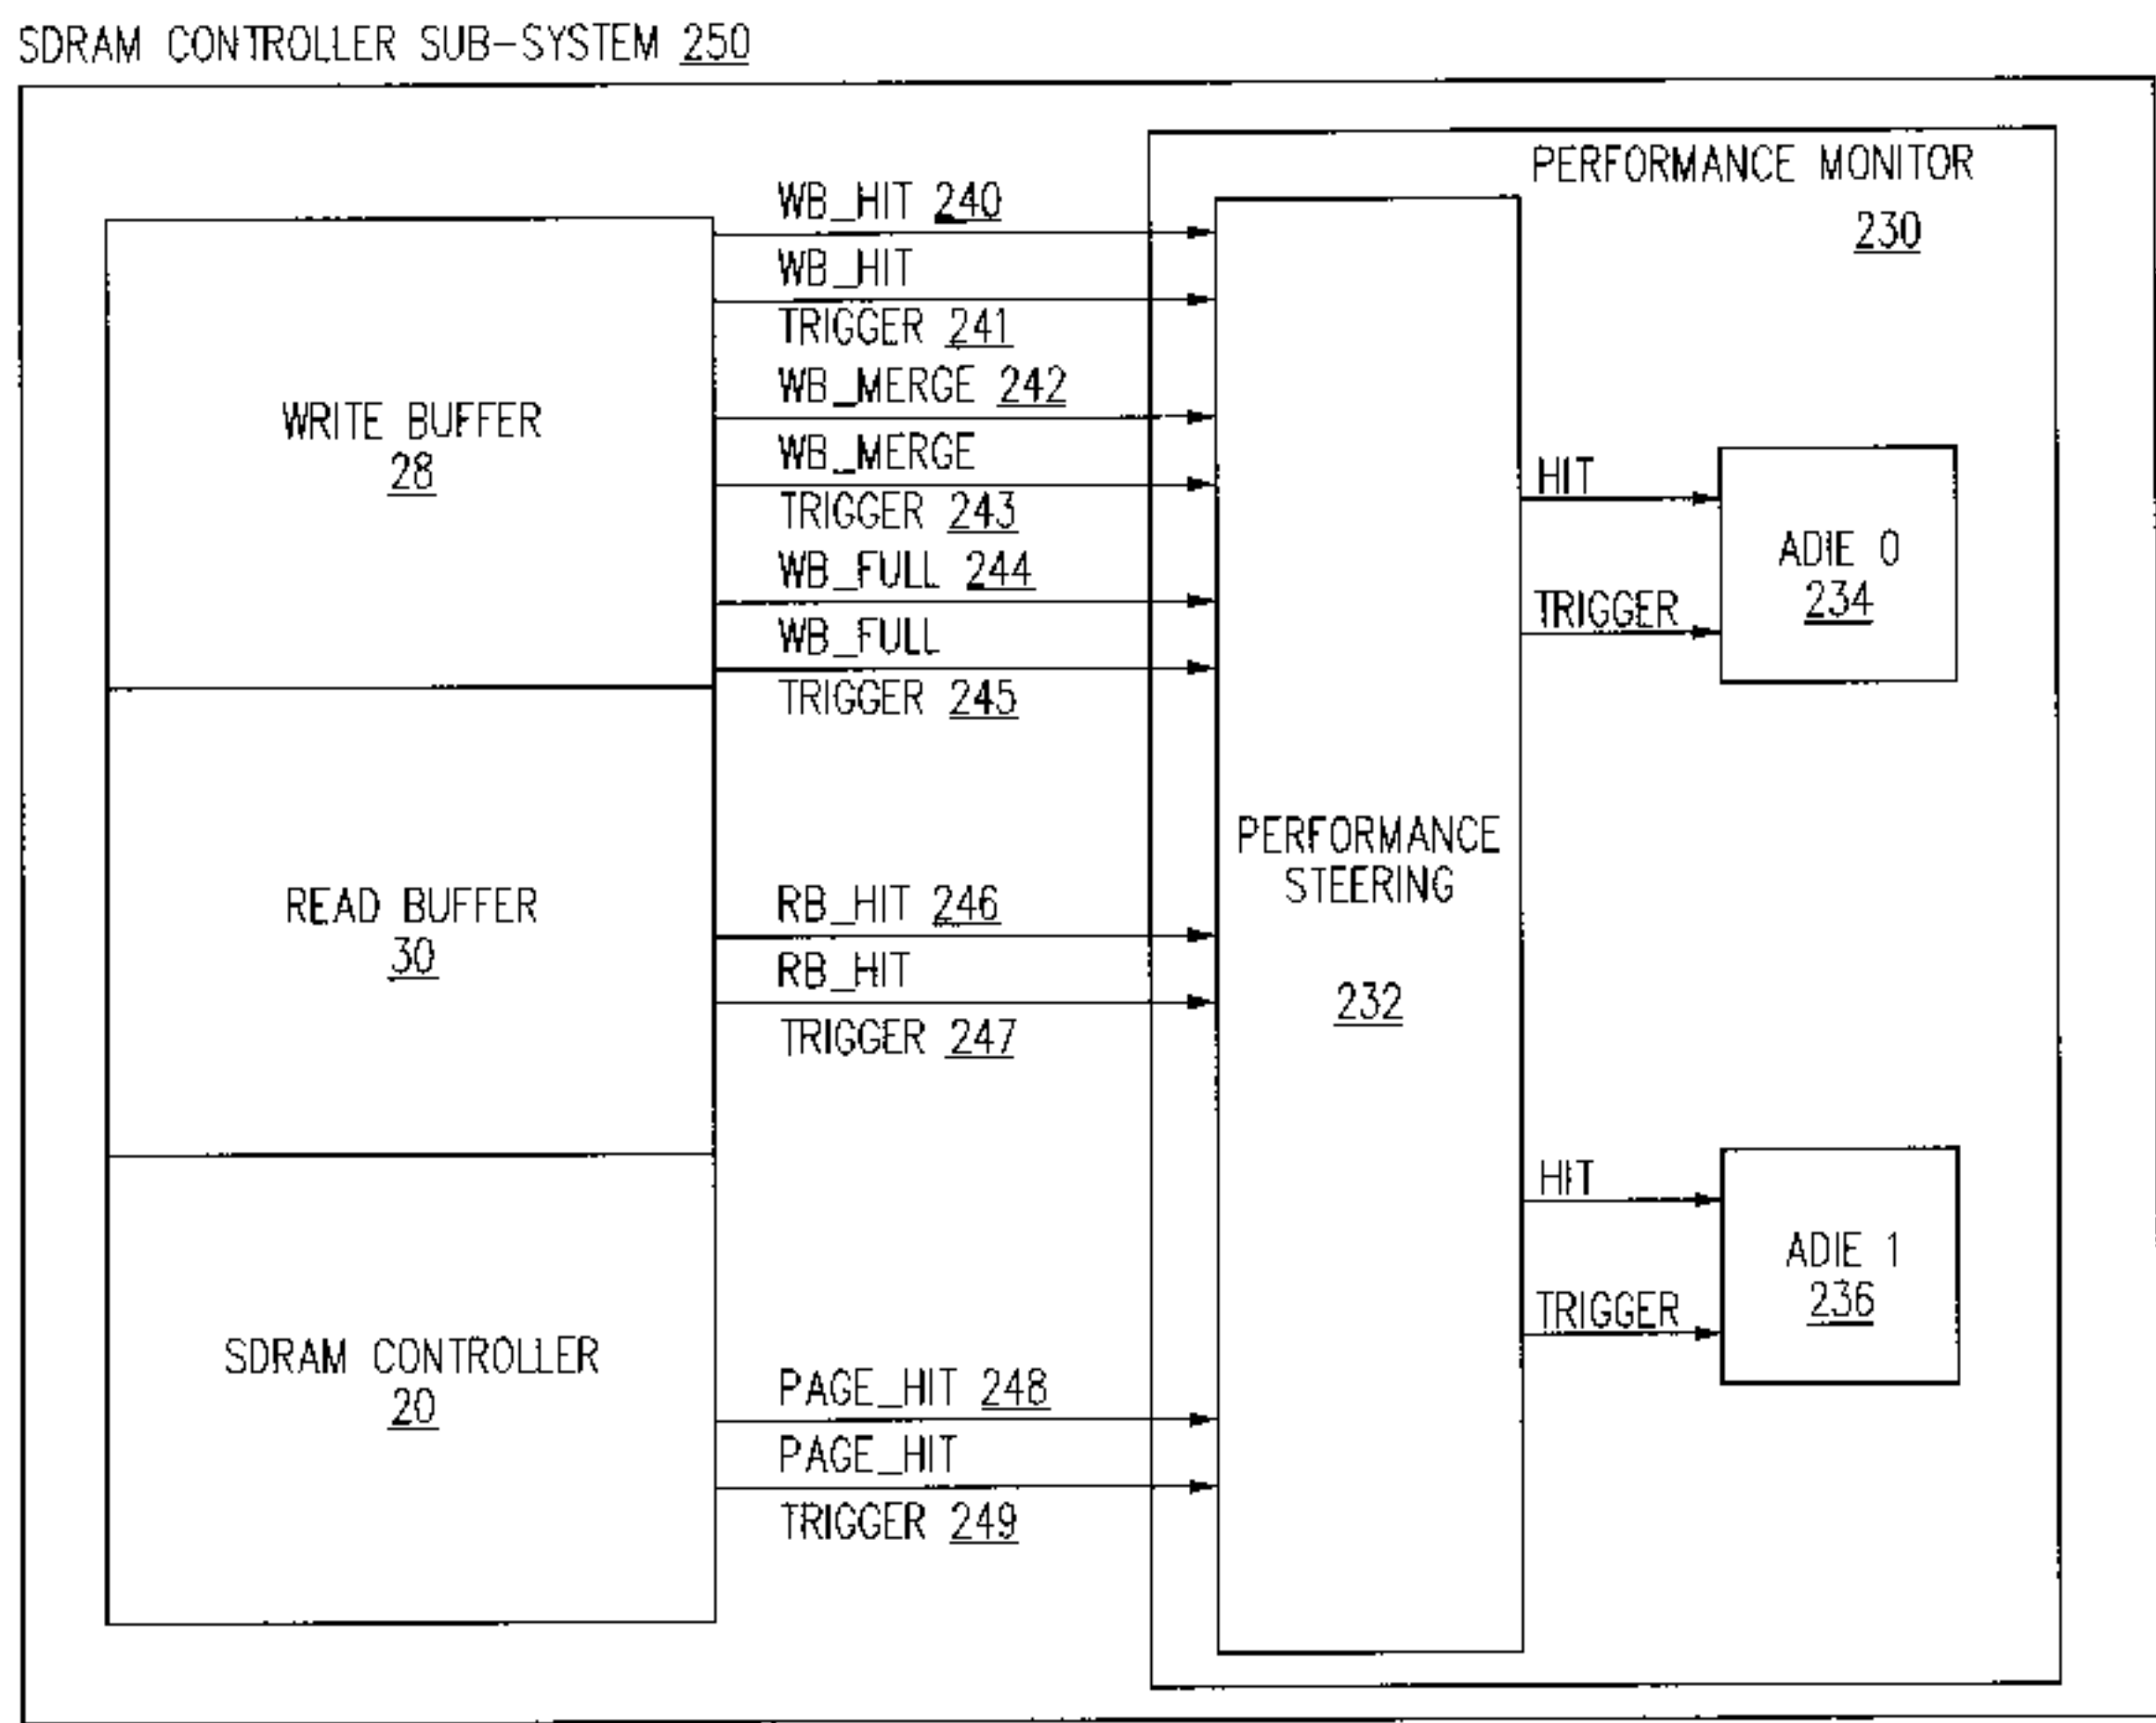 SDRAM CONTROLLER SUB-SYSTEM 250
PERFORMANCE MONITOR
230
WB_HIT 240
WB_HIT
TRIGGER 241
WB_MERGE 242
WB_MERGE
TRIGGER 243
WB_FULL 244
WB_FULL
TRIGGER 245
WRITE BUFFER
28
HIT
TRIGGER
ADIE 0
234
READ BUFFER
30
RB_HIT 246
RB_HIT
TRIGGER 247
PERFORMANCE
STEERING
232
HIT
TRIGGER
ADIE 1
236
SDRAM CONTROLLER
20
PAGE_HIT 248
PAGE_HIT
TRIGGER 249